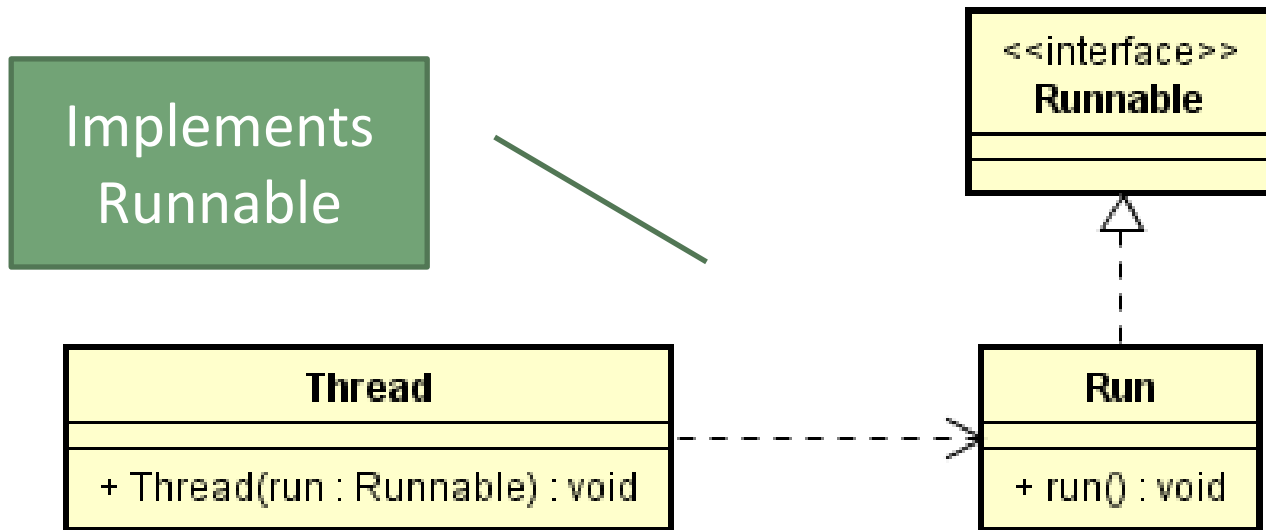 Implements
Runnable
<<interface>>
Runnable
Thread
+ Thread(run : Runnable) : void
Run
+ run() : void